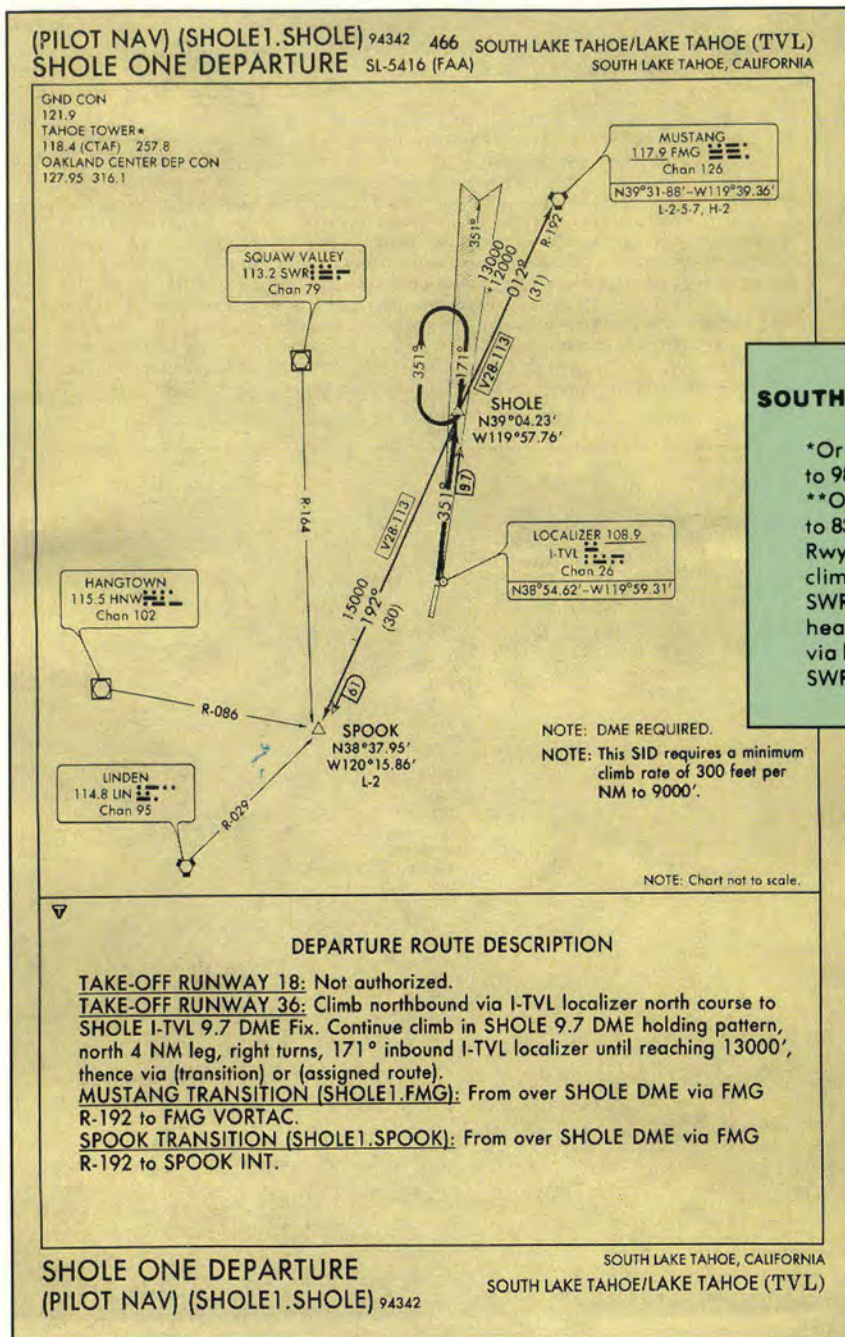 (PILOT NAV) (SHOLE1.SHOLE) 94342 466 SOUTH LAKE TAHOE/LAKE TAHOE (TVL)
SHOLE ONE DEPARTURE SL-5416 (FAA) SOUTH LAKE TAHOE, CALIFORNIA
GND CON
121.9
TAHOE TOWER★
118.4 (CTAF) 257.8
OAKLAND CENTER DEP CON
127.95 316.1
MUSTANG
117.9 FMG
Chan 126
N39°31-88'-W119°39.36'
L-2-5-7, H-2
R-192
351°
13000
*12000
012°
(31)
SQUAW VALLEY
113.2 SWR
Chan 79
351°
171°
V28-113
SHOLE
N39°04.23'
W119°57.76'
9.7
R-164
V28-113
351°
LOCALIZER 108.9
I-TVL
Chan 26
N38°54.62'-W119°59.31'
15000
192°
(30)
HANGTOWN
115.5 HNW
Chan 102
R-086
61
SPOOK
N38°37.95'
W120°15.86'
L-2
LINDEN
114.8 LIN
Chan 95
R-029
NOTE: DME REQUIRED.
NOTE: This SID requires a minimum
climb rate of 300 feet per
NM to 9000'.
NOTE: Chart not to scale.
SOUTH
*Or
to 98
**O
to 83
Rwy
clim
SWR
hea
via
SWR
T
DEPARTURE ROUTE DESCRIPTION
TAKE-OFF RUNWAY 18: Not authorized.
TAKE-OFF RUNWAY 36: Climb northbound via I-TVL localizer north course to
SHOLE I-TVL 9.7 DME Fix. Continue climb in SHOLE 9.7 DME holding pattern,
north 4 NM leg, right turns, 171° inbound I-TVL localizer until reaching 13000',
thence via (transition) or (assigned route).
MUSTANG TRANSITION (SHOLE1.FMG): From over SHOLE DME via FMG
R-192 to FMG VORTAC.
SPOOK TRANSITION (SHOLE1.SPOOK): From over SHOLE DME via FMG
R-192 to SPOOK INT.
SHOLE ONE DEPARTURE SOUTH LAKE TAHOE, CALIFORNIA
(PILOT NAV) (SHOLE1.SHOLE) 94342 SOUTH LAKE TAHOE/LAKE TAHOE (TVL)